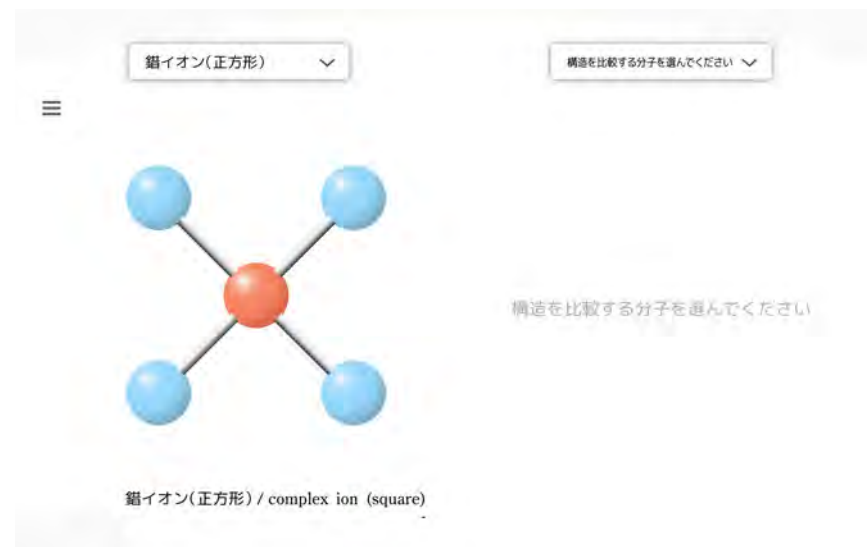 錯イオン(正方形)
構造を比較する分子を選んでください
構造を比較する分子を選んでください
錯イオン(正方形) / complex ion (square)